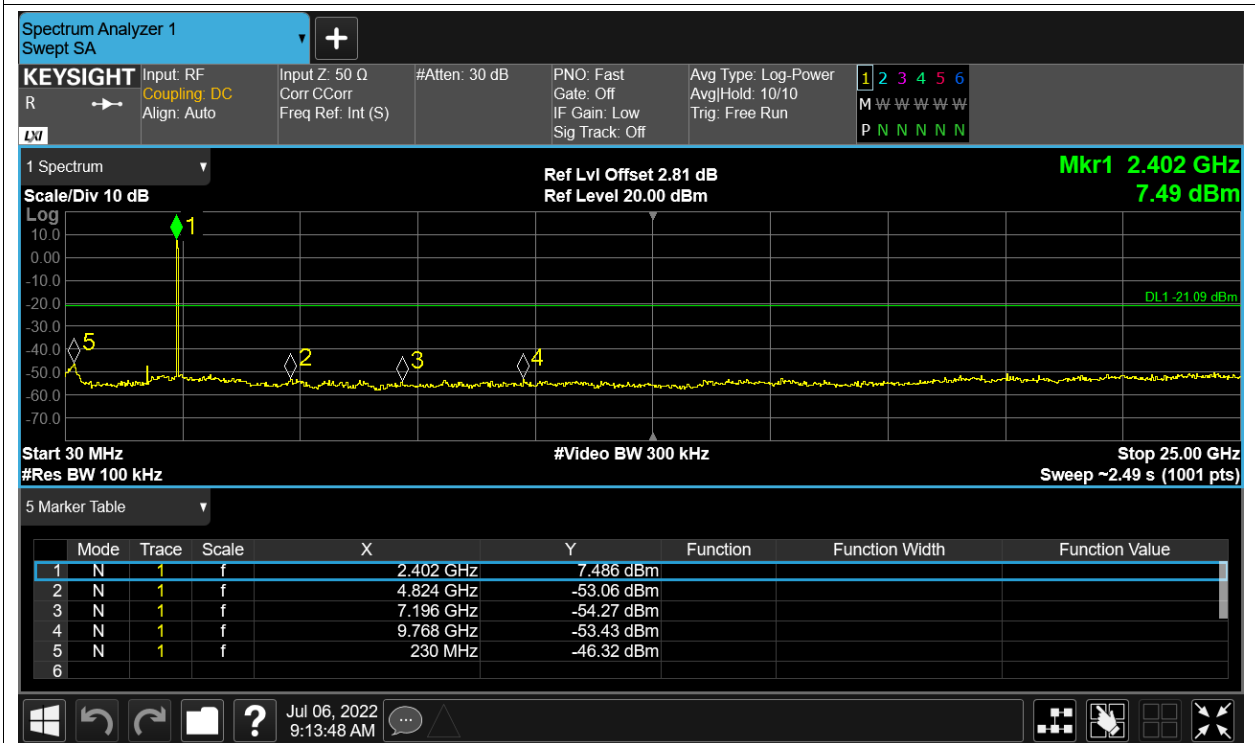 Spectrum Analyzer 1
Swept SA
+
KEYSIGHT Input: RF Input Z: 50 Ω #Atten: 30 dB PNO: Fast Avg Type: Log-Power 1 2 3 4 5 6
R Coupling: DC Corr CCorr Gate: Off Avg|Hold: 10/10 M W W W W W
Align: Auto Freq Ref: Int (S) IF Gain: Low Trig: Free Run
LXI Sig Track: Off P N N N N N
1 Spectrum Ref Lvl Offset 2.81 dB Mkr1 2.402 GHz
Scale/Div 10 dB Ref Level 20.00 dBm 7.49 dBm
Log
1
10.0
0.00
-10.0
-20.0 DL1 -21.09 dBm
-30.0
-40.0 5 2 3 4
-50.0
-60.0
-70.0
Start 30 MHz #Video BW 300 kHz Stop 25.00 GHz
#Res BW 100 kHz Sweep ~2.49 s (1001 pts)
5 Marker Table
Mode Trace Scale X Y Function Function Width Function Value
1 N 1 f 2.402 GHz 7.486 dBm
2 N 1 f 4.824 GHz -53.06 dBm
3 N 1 f 7.196 GHz -54.27 dBm
4 N 1 f 9.768 GHz -53.43 dBm
5 N 1 f 230 MHz -46.32 dBm
6
? Jul 06, 2022
9:13:48 AM